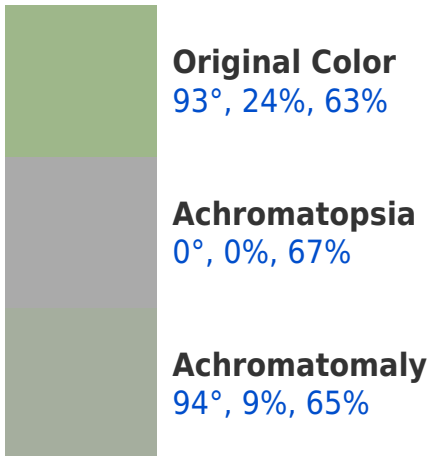 Original Color
93°, 24%, 63%
Achromatopsia
0°, 0%, 67%
Achromatomaly
94°, 9%, 65%